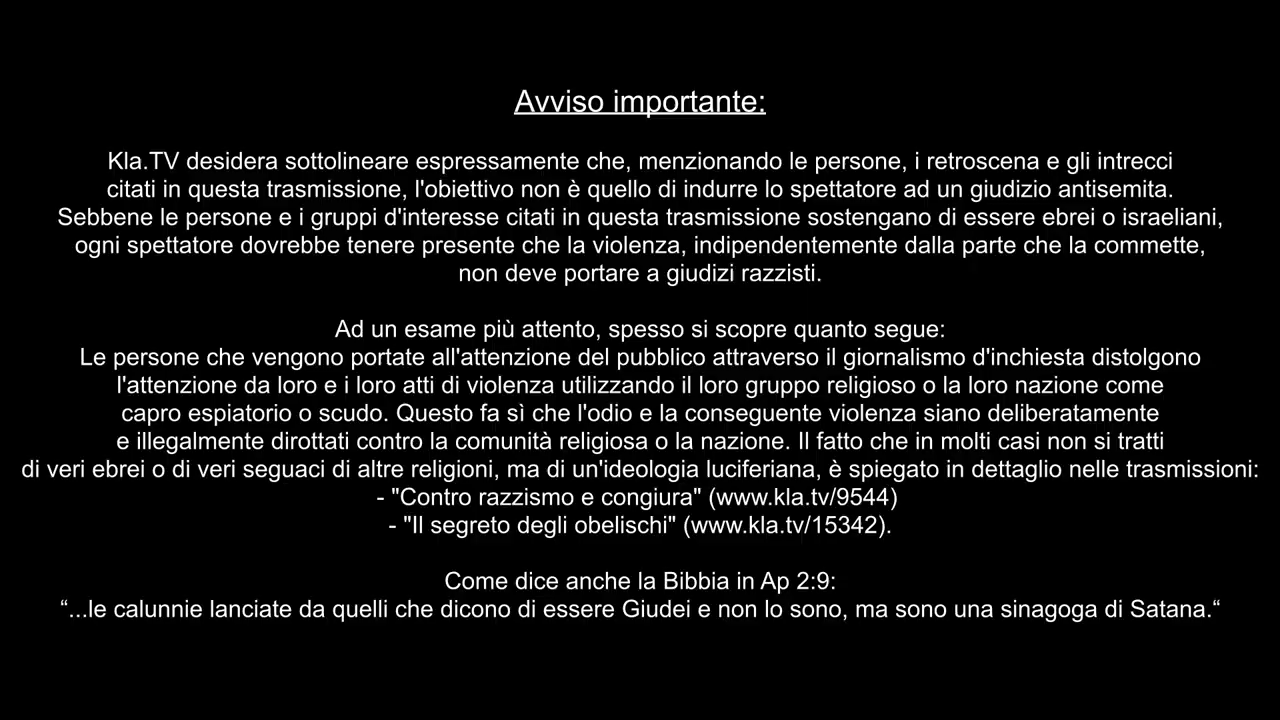 Avviso importante:
Kla.TV desidera sottolineare espressamente che, menzionando le persone, i retroscena e gli intrecci
citati in questa trasmissione, l'obiettivo non è quello di indurre lo spettatore ad un giudizio antisemita.
Sebbene le persone e i gruppi d'interesse citati in questa trasmissione sostengano di essere ebrei o israeliani,
ogni spettatore dovrebbe tenere presente che la violenza, indipendentemente dalla parte che la commette,
non deve portare a giudizi razzisti.
Ad un esame più attento, spesso si scopre quanto segue:
Le persone che vengono portate all'attenzione del pubblico attraverso il giornalismo d'inchiesta distolgono
l'attenzione da loro e i loro atti di violenza utilizzando il loro gruppo religioso o la loro nazione come
capro espiatorio o scudo. Questo fa sì che l'odio e la conseguente violenza siano deliberatamente
e illegalmente dirottati contro la comunità religiosa o la nazione. Il fatto che in molti casi non si tratti
di veri ebrei o di veri seguaci di altre religioni, ma di un'ideologia luciferiana, è spiegato in dettaglio nelle trasmissioni:
- "Contro razzismo e congiura" (www.kla.tv/9544)
- "Il segreto degli obelischi" (www.kla.tv/15342).
Come dice anche la Bibbia in Ap 2:9:
“...le calunnie lanciate da quelli che dicono di essere Giudei e non lo sono, ma sono una sinagoga di Satana.“